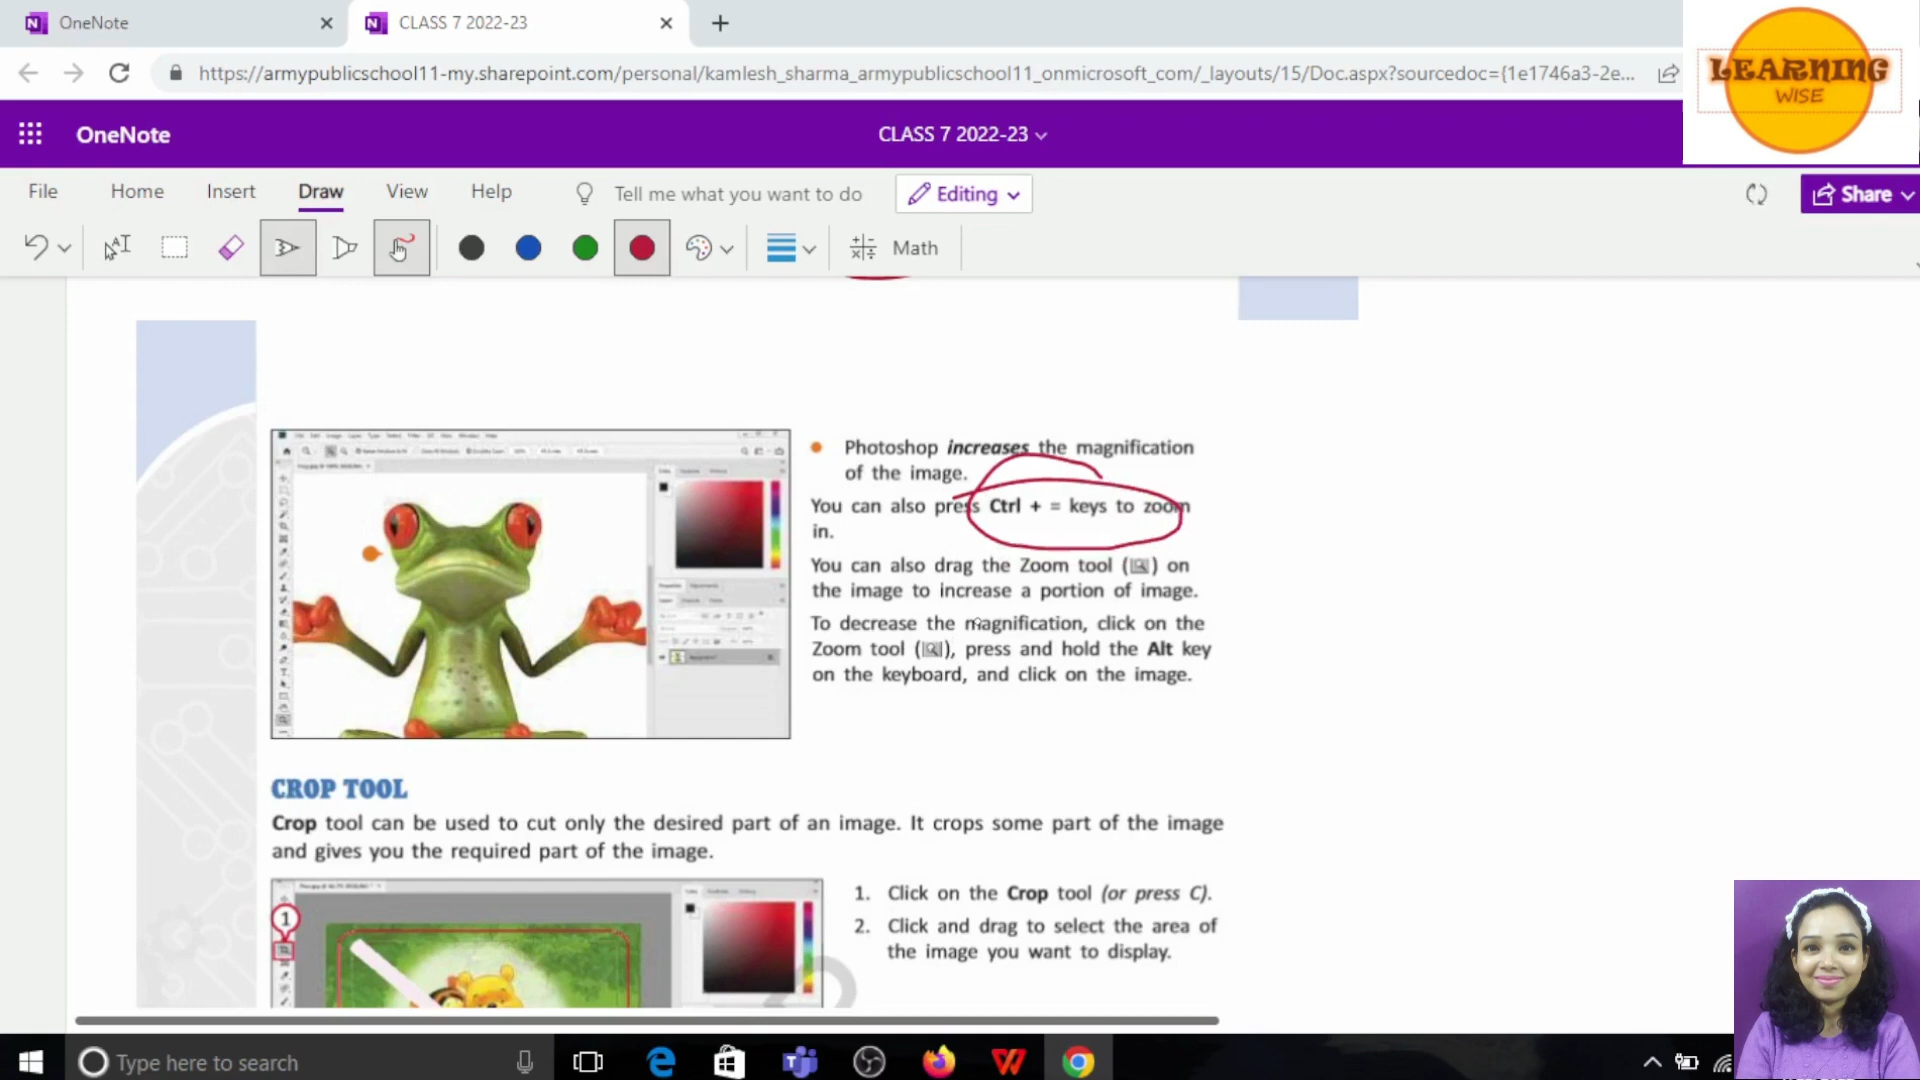 OneNote
CLASS 7 2022-23
https://armypublicschool11-my.sharepoint.com/personal/kamlesh_sharma_armypublicschool11_onmicrosoft_com/_layouts/15/Doc.aspx?sourcedoc={1e1746a3-2e...
LEARNING
WISE
OneNote
CLASS 7 2022-23
File Home Insert Draw View Help Tell me what you want to do Editing Share
Math
Photoshop increases the magnification
of the image.
You can also press Ctrl + = keys to zoom
in.
You can also drag the Zoom tool ( ) on
the image to increase a portion of image.
To decrease the magnification, click on the
Zoom tool ( ), press and hold the Alt key
on the keyboard, and click on the image.
CROP TOOL
Crop tool can be used to cut only the desired part of an image. It crops some part of the image
and gives you the required part of the image.
1
1. Click on the Crop tool (or press C).
2. Click and drag to select the area of
the image you want to display.
Type here to search